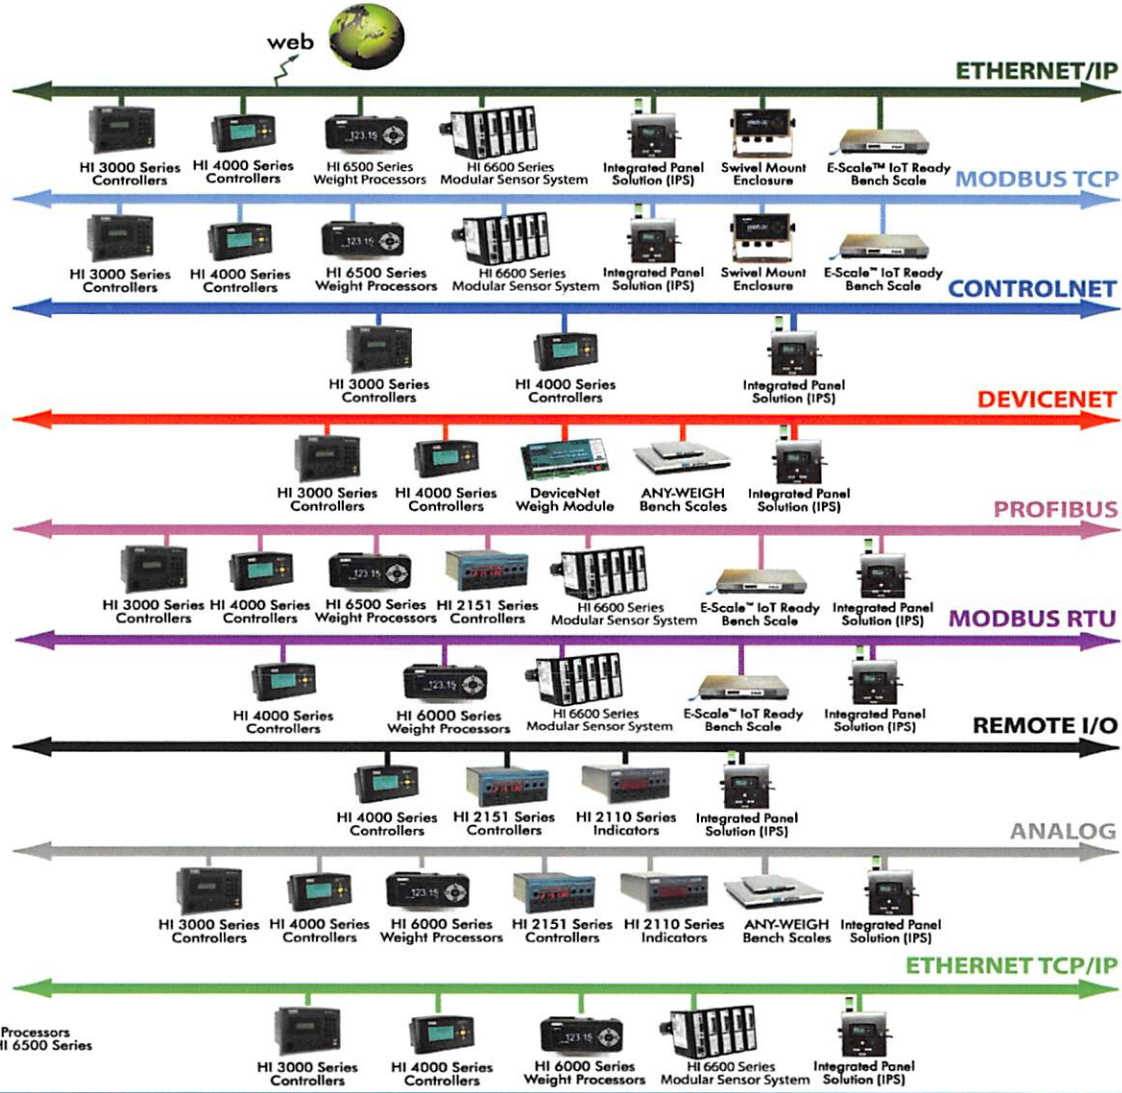 web
ETHERNET/IP
HI 3000 Series
Controllers
HI 4000 Series
Controllers
HI 6500 Series
Weight Processors
HI 6600 Series
Modular Sensor System
Integrated Panel
Solution (IPS)
Swivel Mount
Enclosure
E-Scale™ IoT Ready
Bench Scale
MODBUS TCP
HI 3000 Series
Controllers
HI 4000 Series
Controllers
HI 6500 Series
Weight Processors
HI 6600 Series
Modular Sensor System
Integrated Panel
Solution (IPS)
Swivel Mount
Enclosure
E-Scale™ IoT Ready
Bench Scale
CONTROLNET
HI 3000 Series
Controllers
HI 4000 Series
Controllers
Integrated Panel
Solution (IPS)
DEVICENET
HI 3000 Series
Controllers
HI 4000 Series
Controllers
DeviceNet
Weigh Module
ANY-WEIGH
Bench Scales
Integrated Panel
Solution (IPS)
PROFIBUS
HI 3000 Series
Controllers
HI 4000 Series
Controllers
HI 6500 Series
Weight Processors
HI 2151 Series
Controllers
HI 6600 Series
Modular Sensor System
E-Scale™ IoT Ready
Bench Scale
Integrated Panel
Solution (IPS)
MODBUS RTU
HI 4000 Series
Controllers
HI 6000 Series
Weight Processors
HI 6600 Series
Modular Sensor System
E-Scale™ IoT Ready
Bench Scale
Integrated Panel
Solution (IPS)
REMOTE I/O
HI 4000 Series
Controllers
HI 2151 Series
Controllers
HI 2110 Series
Indicators
Integrated Panel
Solution (IPS)
ANALOG
HI 3000 Series
Controllers
HI 4000 Series
Controllers
HI 6000 Series
Weight Processors
HI 2151 Series
Controllers
HI 2110 Series
Indicators
ANY-WEIGH
Bench Scales
Integrated Panel
Solution (IPS)
ETHERNET TCP/IP
Processors
HI 6500 Series
HI 3000 Series
Controllers
HI 4000 Series
Controllers
HI 6000 Series
Weight Processors
HI 6600 Series
Modular Sensor System
Integrated Panel
Solution (IPS)